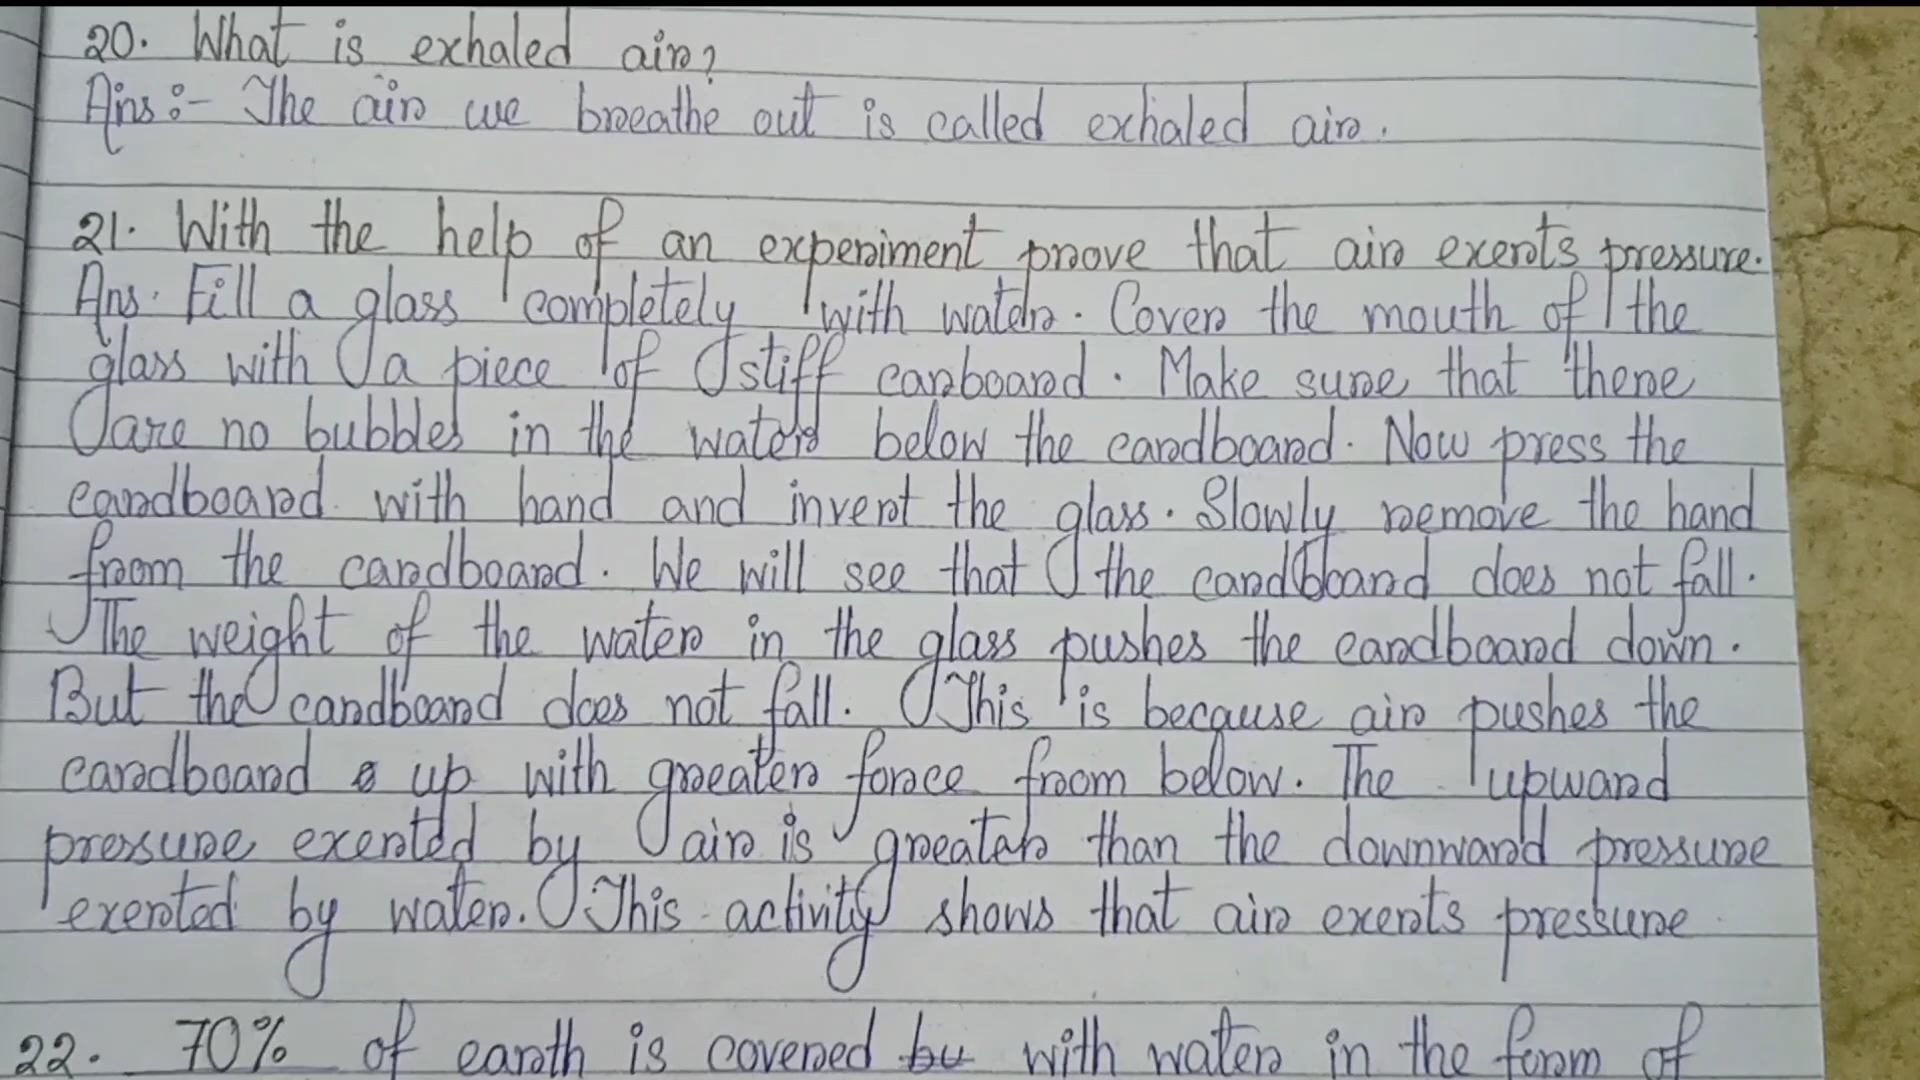 20. What is exhaled air?
Ans:- The air we breathe out is called exhaled air.
21. With the help of an experiment prove that air exerts pressure.
Ans. Fill a glass completely with water. Cover the mouth of the
glass with a piece of stiff carboard. Make sure that there
are no bubbles in the water below the cardboard. Now press the
cardboard with hand and invert the glass. Slowly remove the hand
from the cardboard. We will see that the cardboard does not fall.
The weight of the water in the glass pushes the cardboard down.
But the cardboard does not fall. This is because air pushes the
cardboard up with greater force from below. The upward
pressure exerted by air is greater than the downward pressure
exerted by water. This activity shows that air exerts pressure
22. 70% of earth is covered by with water in the form of